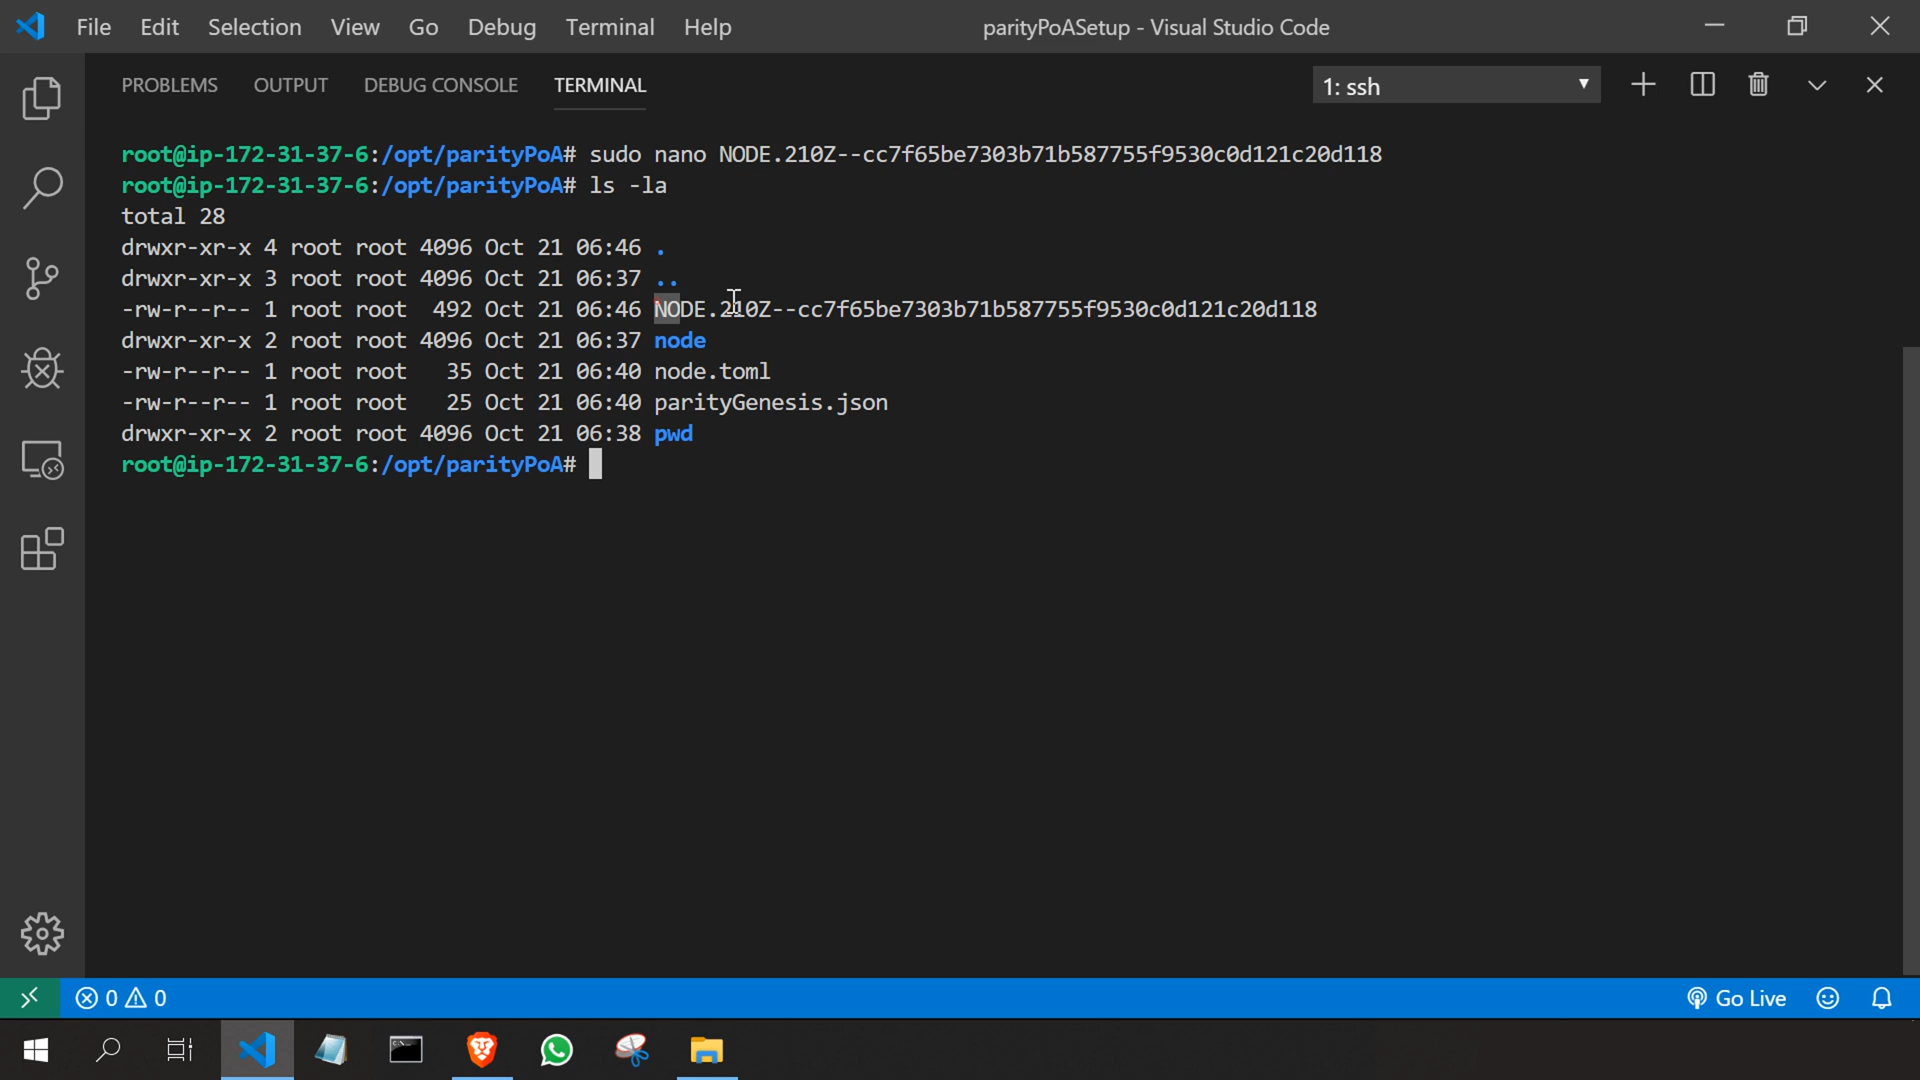 File Edit Selection View Go Debug Terminal Help parityPoASetup - Visual Studio Code
PROBLEMS OUTPUT DEBUG CONSOLE TERMINAL 1: ssh
root@ip-172-31-37-6:/opt/parityPoA# sudo nano NODE.210Z--cc7f65be7303b71b587755f9530c0d121c20d118
root@ip-172-31-37-6:/opt/parityPoA# ls -la
total 28
drwxr-xr-x 4 root root 4096 Oct 21 06:46 .
drwxr-xr-x 3 root root 4096 Oct 21 06:37 ..
-rw-r--r-- 1 root root  492 Oct 21 06:46 NODE.210Z--cc7f65be7303b71b587755f9530c0d121c20d118
drwxr-xr-x 2 root root 4096 Oct 21 06:37 node
-rw-r--r-- 1 root root   35 Oct 21 06:40 node.toml
-rw-r--r-- 1 root root   25 Oct 21 06:40 parityGenesis.json
drwxr-xr-x 2 root root 4096 Oct 21 06:38 pwd
root@ip-172-31-37-6:/opt/parityPoA#
0 0 Go Live